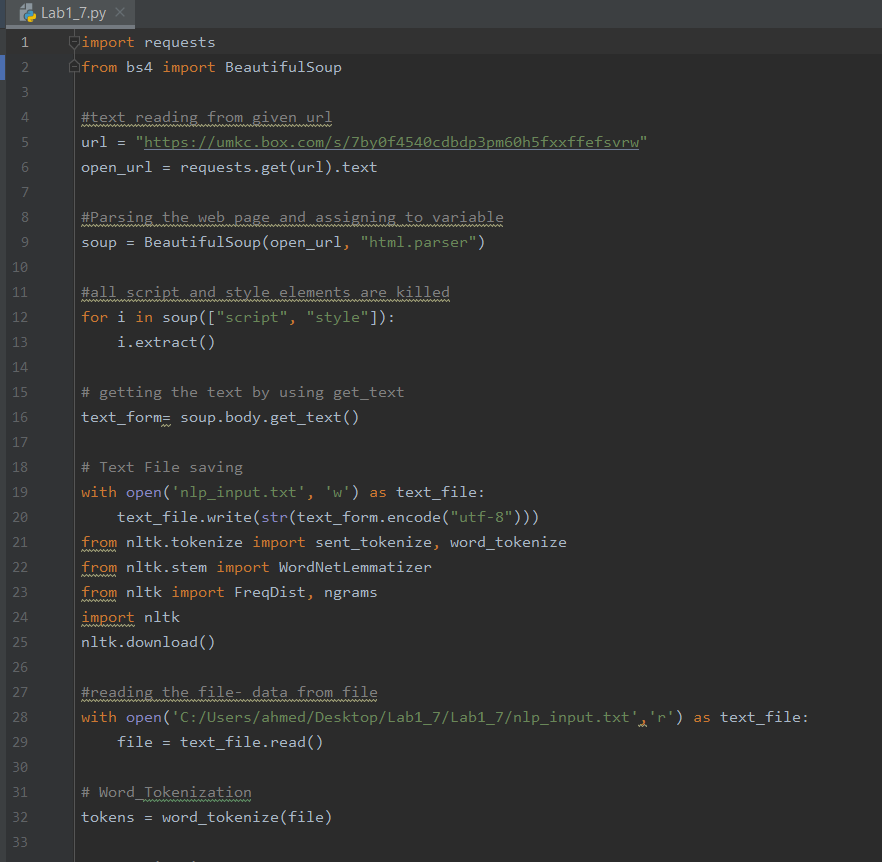 Lab1_7.py
1 import requests
2 from bs4 import BeautifulSoup
3
4 #text reading from given url
5 url = "https://umkc.box.com/s/7by0f4540cdbdp3pm60h5fxxffefsvrw"
6 open_url = requests.get(url).text
7
8 #Parsing the web page and assigning to variable
9 soup = BeautifulSoup(open_url, "html.parser")
10
11 #all script and style elements are killed
12 for i in soup(["script", "style"]):
13     i.extract()
14
15 # getting the text by using get_text
16 text_form= soup.body.get_text()
17
18 # Text File saving
19 with open('nlp_input.txt', 'w') as text_file:
20     text_file.write(str(text_form.encode("utf-8")))
21 from nltk.tokenize import sent_tokenize, word_tokenize
22 from nltk.stem import WordNetLemmatizer
23 from nltk import FreqDist, ngrams
24 import nltk
25 nltk.download()
26
27 #reading the file- data from file
28 with open('C:/Users/ahmed/Desktop/Lab1_7/Lab1_7/nlp_input.txt','r') as text_file:
29     file = text_file.read()
30
31 # Word Tokenization
32 tokens = word_tokenize(file)
33